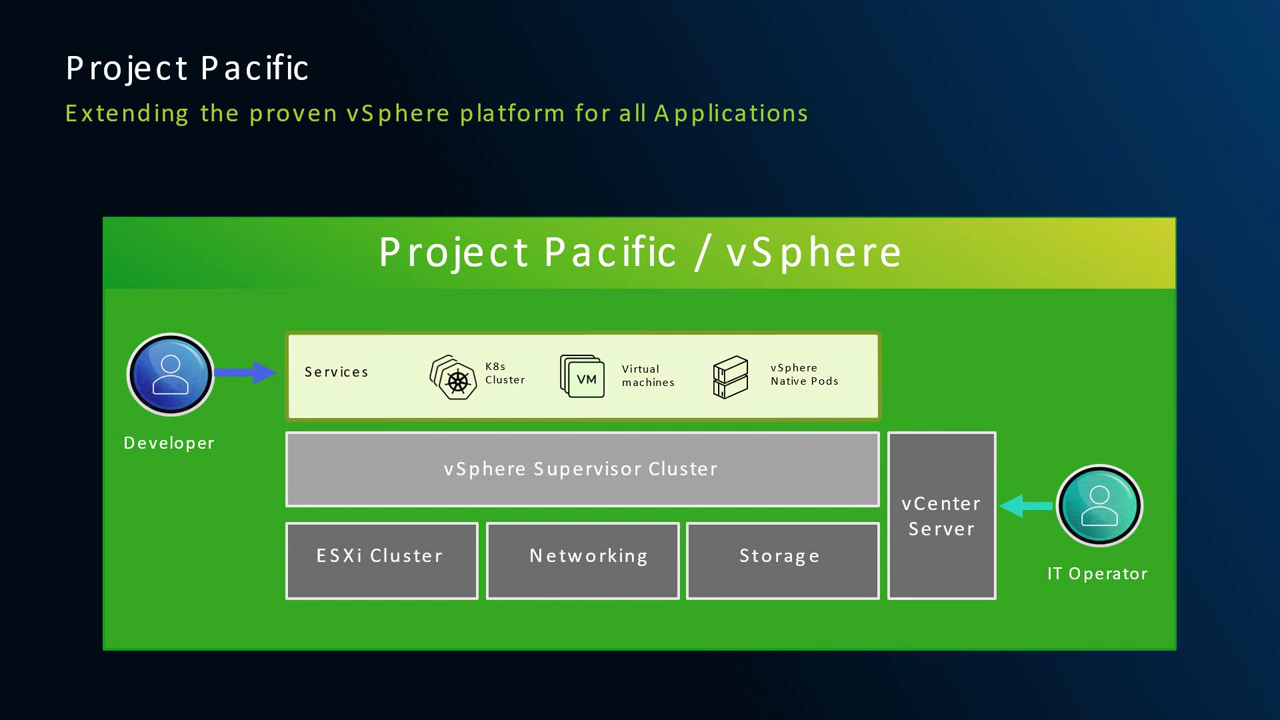 Project Pacific
Extending the proven vSphere platform for all Applications
Project Pacific / vSphere
Developer
Services
K8s
Cluster
VM
Virtual
machines
vSphere
Native Pods
vSphere Supervisor Cluster
ESXi Cluster
Networking
Storage
vCenter
Server
IT Operator